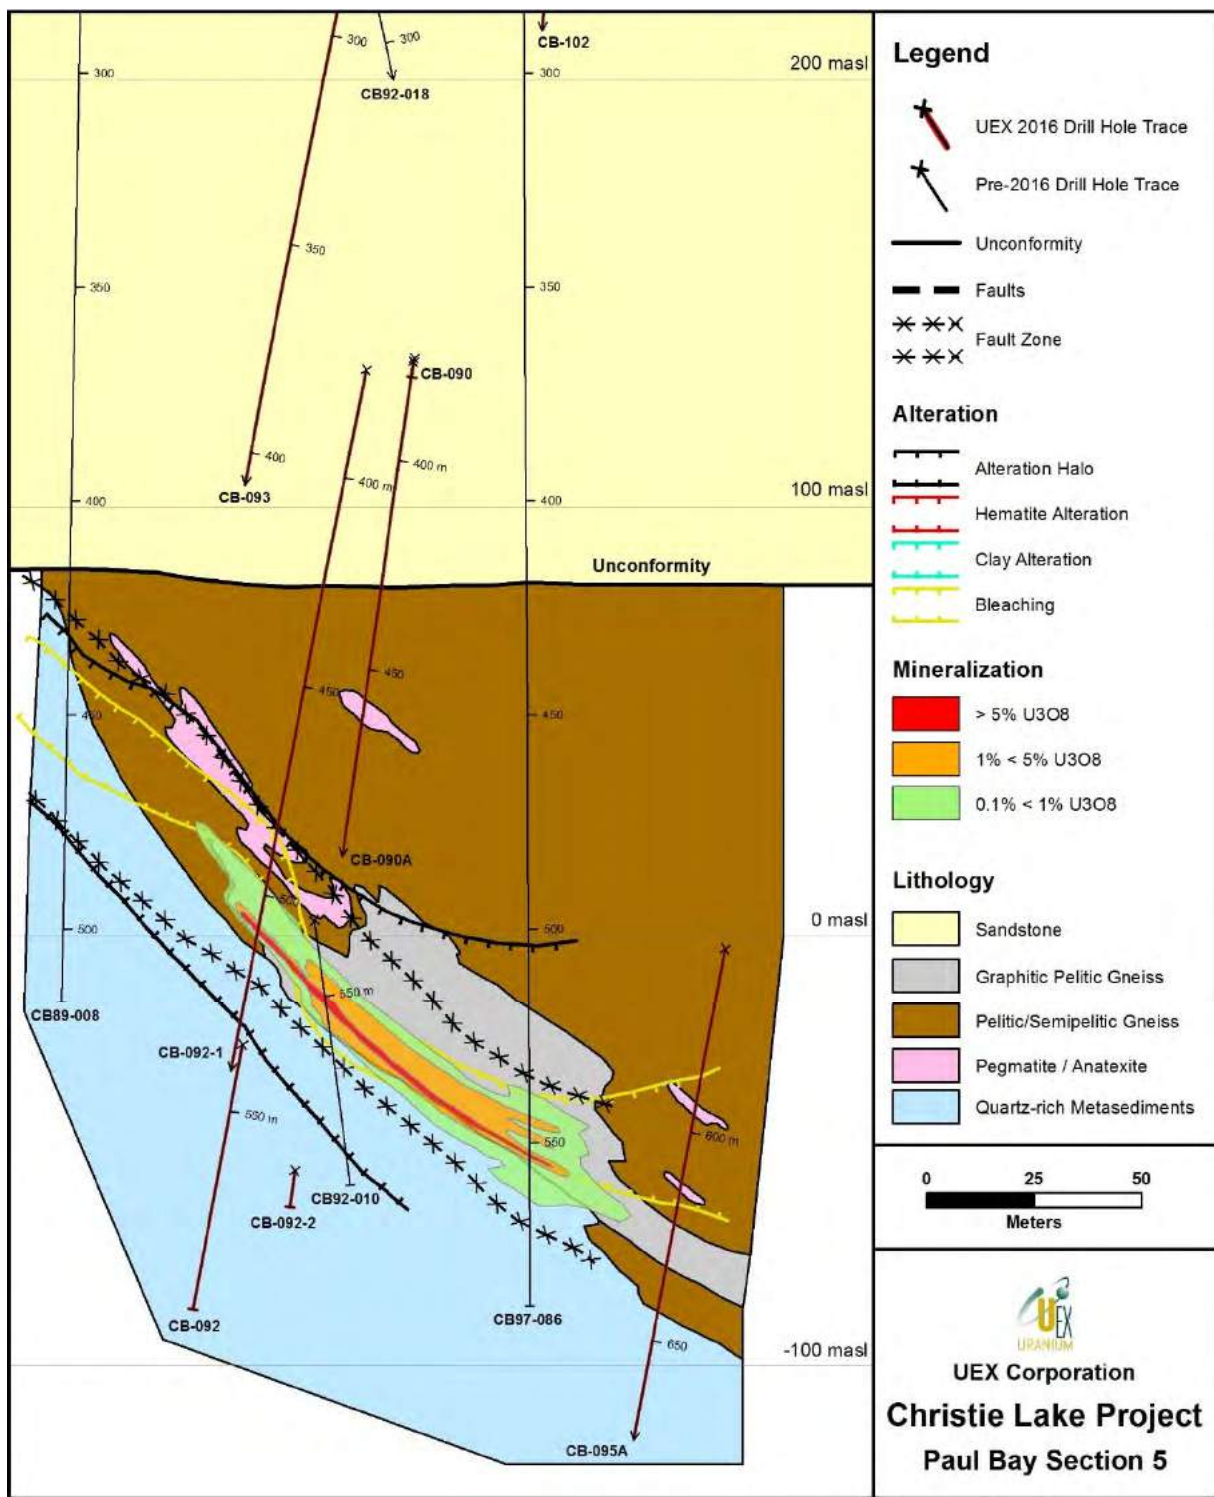 300
300
CB-102
200 masl
300
300
CB92-018
350
350
350
CB-090
400
400 m
400 m
CB-093
400
400
100 masl
Unconformity
450
450
450
450
CB-090A
500
500
500
0 masl
CB89-008
550 m
CB-092-1
550 m
550
600 m
CB92-010
CB-092-2
CB-092
CB97-086
650
-100 masl
CB-095A
Legend
UEX 2016 Drill Hole Trace
Pre-2016 Drill Hole Trace
Unconformity
Faults
Fault Zone
Alteration
Alteration Halo
Hematite Alteration
Clay Alteration
Bleaching
Mineralization
> 5% U3O8
1% < 5% U3O8
0.1% < 1% U3O8
Lithology
Sandstone
Graphitic Pelitic Gneiss
Pelitic/Semipelitic Gneiss
Pegmatite / Anatexite
Quartz-rich Metasediments
0 25 50
Meters
UEX
URANIUM
UEX Corporation
Christie Lake Project
Paul Bay Section 5